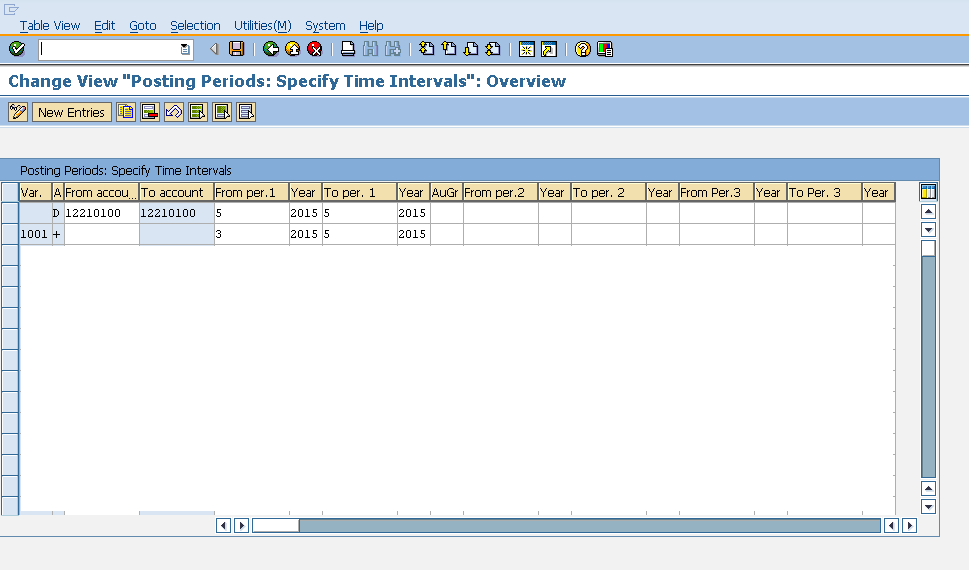 Table View Edit Goto Selection Utilities(M) System Help
Change View "Posting Periods: Specify Time Intervals": Overview
New Entries
Posting Periods: Specify Time Intervals
Var. A From accou... To account From per.1 Year To per. 1 Year AuGr From per.2 Year To per. 2 Year From Per.3 Year To Per. 3 Year
D 12210100 12210100 5 2015 5 2015
1001 + 3 2015 5 2015